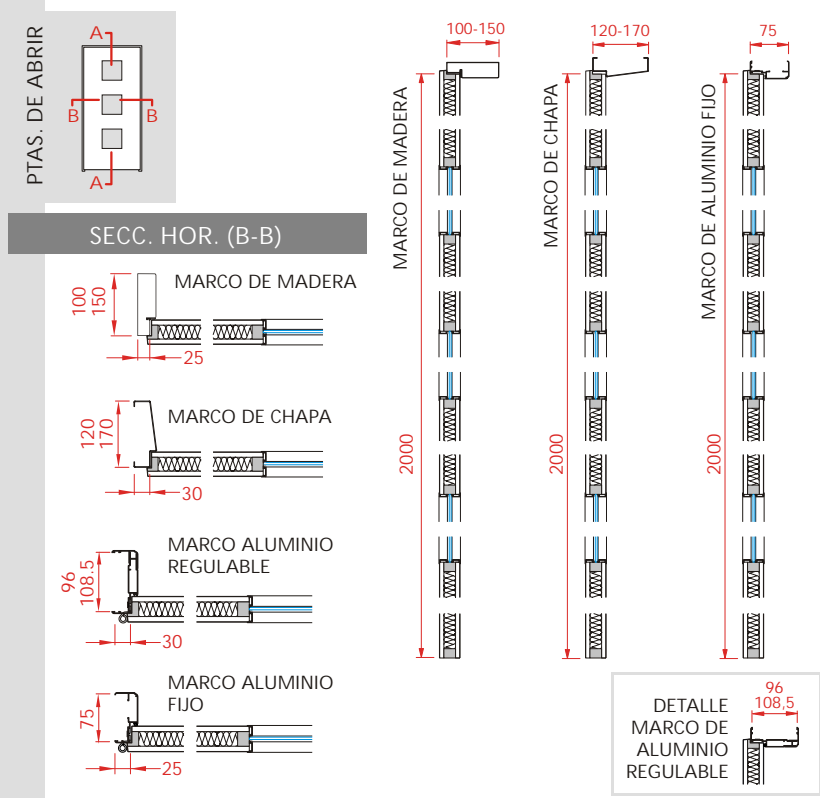 PTAS. DE ABRIR
A
B
B
A
SECC. HOR. (B-B)
MARCO DE MADERA
100
150
25
MARCO DE CHAPA
120
170
30
MARCO ALUMINIO
REGULABLE
96
108.5
30
MARCO ALUMINIO
FIJO
75
25
100-150
MARCO DE MADERA
2000
120-170
MARCO DE CHAPA
2000
75
MARCO DE ALUMINIO FIJO
2000
DETALLE
MARCO DE
ALUMINIO
REGULABLE
96
108,5